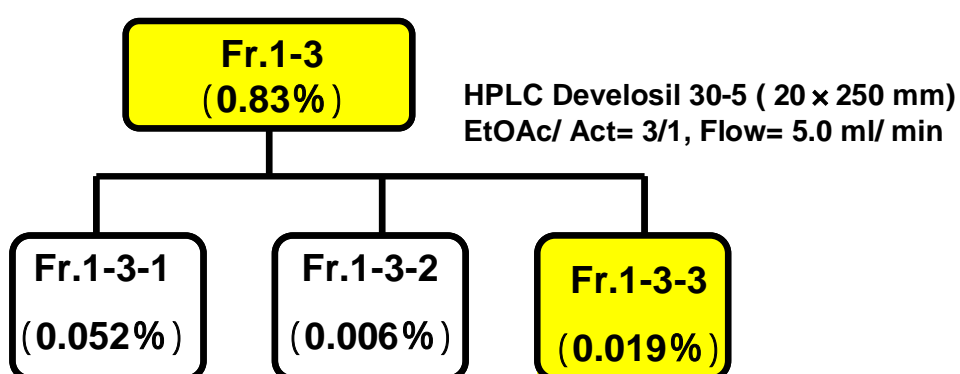 Fr.1-3
(0.83%)
HPLC Develosil 30-5 ( 20 × 250 mm)
EtOAc/ Act= 3/1, Flow= 5.0 ml/ min
Fr.1-3-1
(0.052%)
Fr.1-3-2
(0.006%)
Fr.1-3-3
(0.019%)